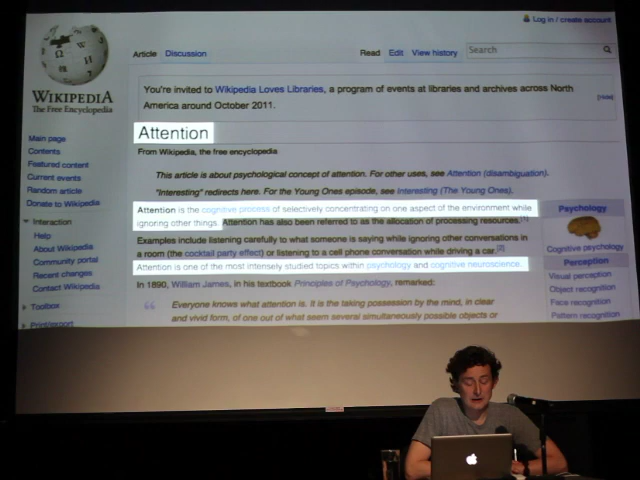 Log in / create account
WIKIPEDIA
The Free Encyclopedia
Main page
Contents
Featured content
Current events
Random article
Donate to Wikipedia
Interaction
Help
About Wikipedia
Community portal
Recent changes
Contact Wikipedia
Toolbox
Print/export
Article Discussion Read Edit View history Search
You're invited to Wikipedia Loves Libraries, a program of events at libraries and archives across North
America around October 2011.
[hide]
Attention
From Wikipedia, the free encyclopedia
This article is about psychological concept of attention. For other uses, see Attention (disambiguation).
"Interesting" redirects here. For the Young Ones episode, see Interesting (The Young Ones).
Attention is the cognitive process of selectively concentrating on one aspect of the environment while
ignoring other things. Attention has also been referred to as the allocation of processing resources.[1]
Examples include listening carefully to what someone is saying while ignoring other conversations in
a room (the cocktail party effect) or listening to a cell phone conversation while driving a car.[2]
Attention is one of the most intensely studied topics within psychology and cognitive neuroscience.
In 1890, William James, in his textbook Principles of Psychology, remarked:
“ Everyone knows what attention is. It is the taking possession by the mind, in clear
and vivid form, of one out of what seem several simultaneously possible objects or
Psychology
Cognitive psychology
Perception
Visual perception
Object recognition
Face recognition
Pattern recognition